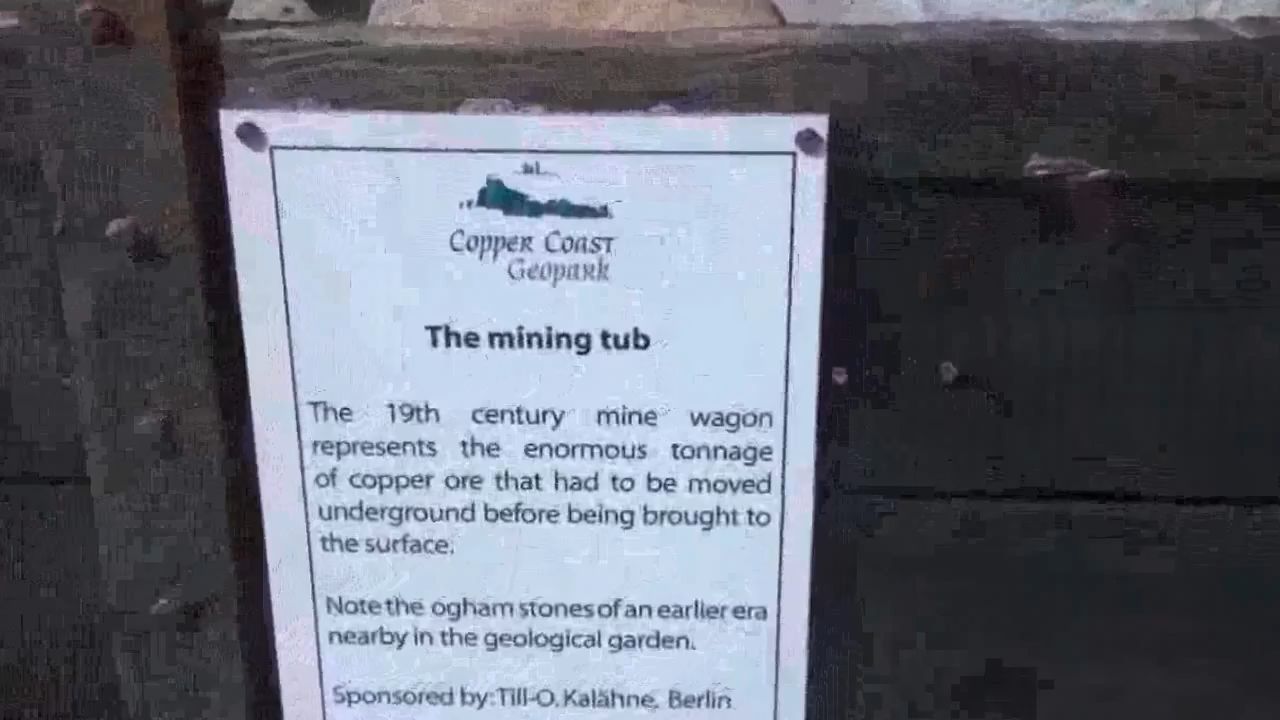 Copper Coast
Geopark
The mining tub
The 19th century mine wagon
represents the enormous tonnage
of copper ore that had to be moved
underground before being brought to
the surface.
Note the ogham stones of an earlier era
nearby in the geological garden.
Sponsored by: Till-O. Kalähne, Berlin